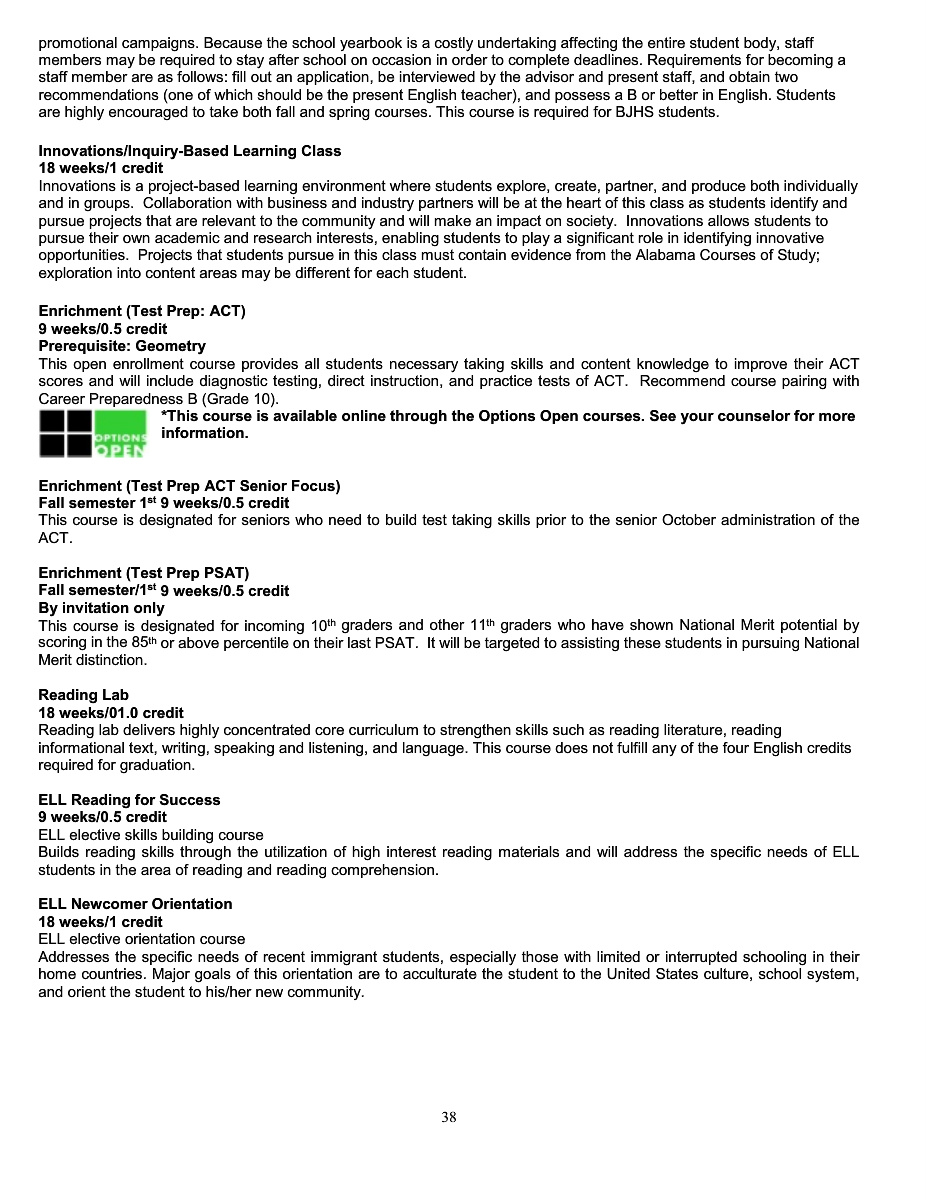 promotional campaigns. Because the school yearbook is a costly undertaking affecting the entire student body, staff
members may be required to stay after school on occasion in order to complete deadlines. Requirements for becoming a
staff member are as follows: fill out an application, be interviewed by the advisor and present staff, and obtain two
recommendations (one of which should be the present English teacher), and possess a B or better in English. Students
are highly encouraged to take both fall and spring courses. This course is required for BJHS students.
Innovations/Inquiry-Based Learning Class
18 weeks/1 credit
Innovations is a project-based learning environment where students explore, create, partner, and produce both individually
and in groups.  Collaboration with business and industry partners will be at the heart of this class as students identify and
pursue projects that are relevant to the community and will make an impact on society.  Innovations allows students to
pursue their own academic and research interests, enabling students to play a significant role in identifying innovative
opportunities.  Projects that students pursue in this class must contain evidence from the Alabama Courses of Study;
exploration into content areas may be different for each student.
Enrichment (Test Prep: ACT)
9 weeks/0.5 credit
Prerequisite: Geometry
This open enrollment course provides all students necessary taking skills and content knowledge to improve their ACT
scores and will include diagnostic testing, direct instruction, and practice tests of ACT.  Recommend course pairing with
Career Preparedness B (Grade 10).
*This course is available online through the Options Open courses. See your counselor for more
information.
OPTIONS
OPEN
Enrichment (Test Prep ACT Senior Focus)
Fall semester 1st 9 weeks/0.5 credit
This course is designated for seniors who need to build test taking skills prior to the senior October administration of the
ACT.
Enrichment (Test Prep PSAT)
Fall semester/1st 9 weeks/0.5 credit
By invitation only
This course is designated for incoming 10th graders and other 11th graders who have shown National Merit potential by
scoring in the 85th or above percentile on their last PSAT.  It will be targeted to assisting these students in pursuing National
Merit distinction.
Reading Lab
18 weeks/01.0 credit
Reading lab delivers highly concentrated core curriculum to strengthen skills such as reading literature, reading
informational text, writing, speaking and listening, and language. This course does not fulfill any of the four English credits
required for graduation.
ELL Reading for Success
9 weeks/0.5 credit
ELL elective skills building course
Builds reading skills through the utilization of high interest reading materials and will address the specific needs of ELL
students in the area of reading and reading comprehension.
ELL Newcomer Orientation
18 weeks/1 credit
ELL elective orientation course
Addresses the specific needs of recent immigrant students, especially those with limited or interrupted schooling in their
home countries. Major goals of this orientation are to acculturate the student to the United States culture, school system,
and orient the student to his/her new community.
38